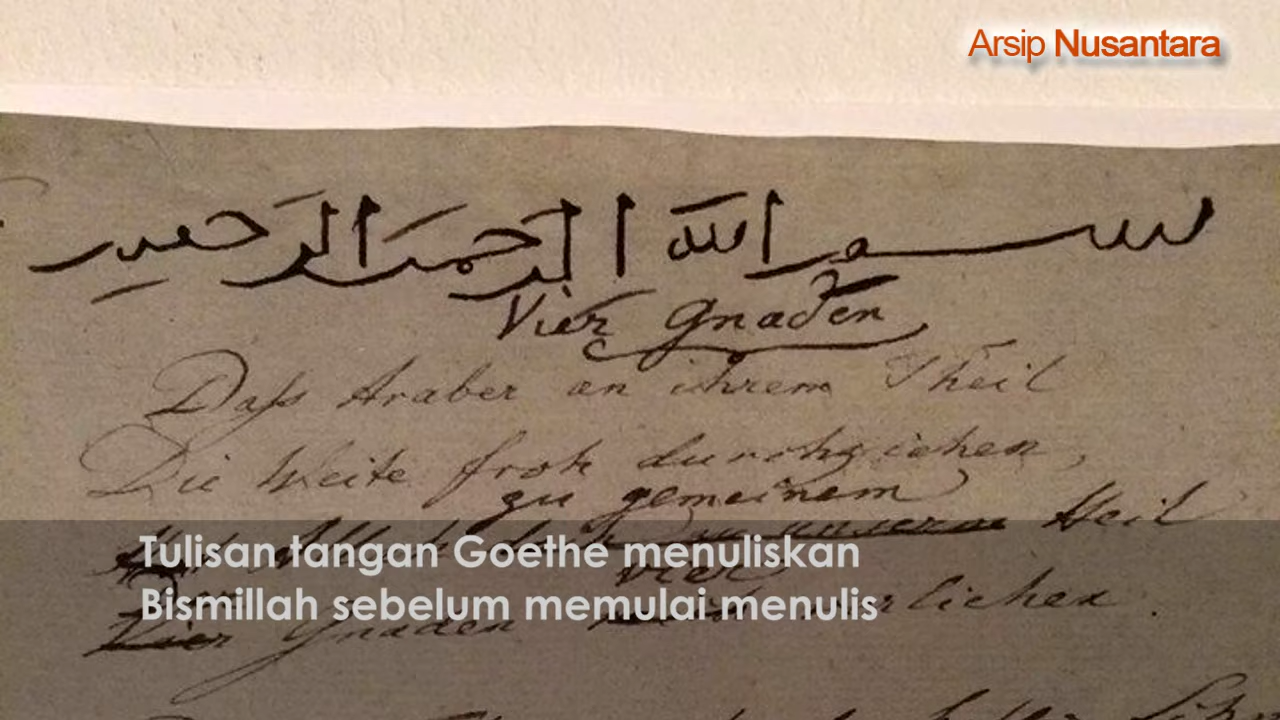 Arsip Nusantara
بسم الله الرحمن الرحيم
Vier Gnaden
Daſs Araber an ihrem Theil
Die Weite froh durchziehen,
zu gemeinem
Heil
Tulisan tangan Goethe menuliskan
Bismillah sebelum memulai menulis
Vier Gnaden